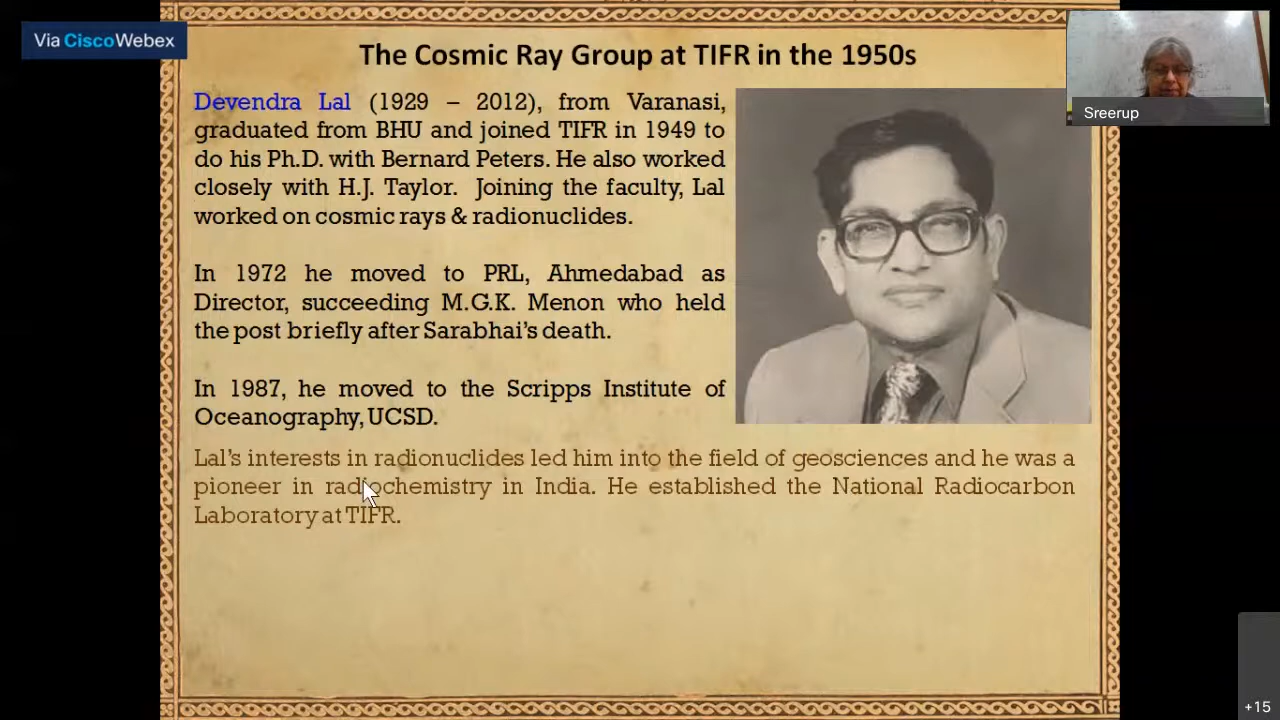 Via CiscoWebex
The Cosmic Ray Group at TIFR in the 1950s
Sreerup
Devendra Lal (1929 – 2012), from Varanasi,
graduated from BHU and joined TIFR in 1949 to
do his Ph.D. with Bernard Peters. He also worked
closely with H.J. Taylor. Joining the faculty, Lal
worked on cosmic rays & radionuclides.
In 1972 he moved to PRL, Ahmedabad as
Director, succeeding M.G.K. Menon who held
the post briefly after Sarabhai's death.
In 1987, he moved to the Scripps Institute of
Oceanography, UCSD.
Lal's interests in radionuclides led him into the field of geosciences and he was a
pioneer in radiochemistry in India. He established the National Radiocarbon
Laboratory at TIFR.
+15